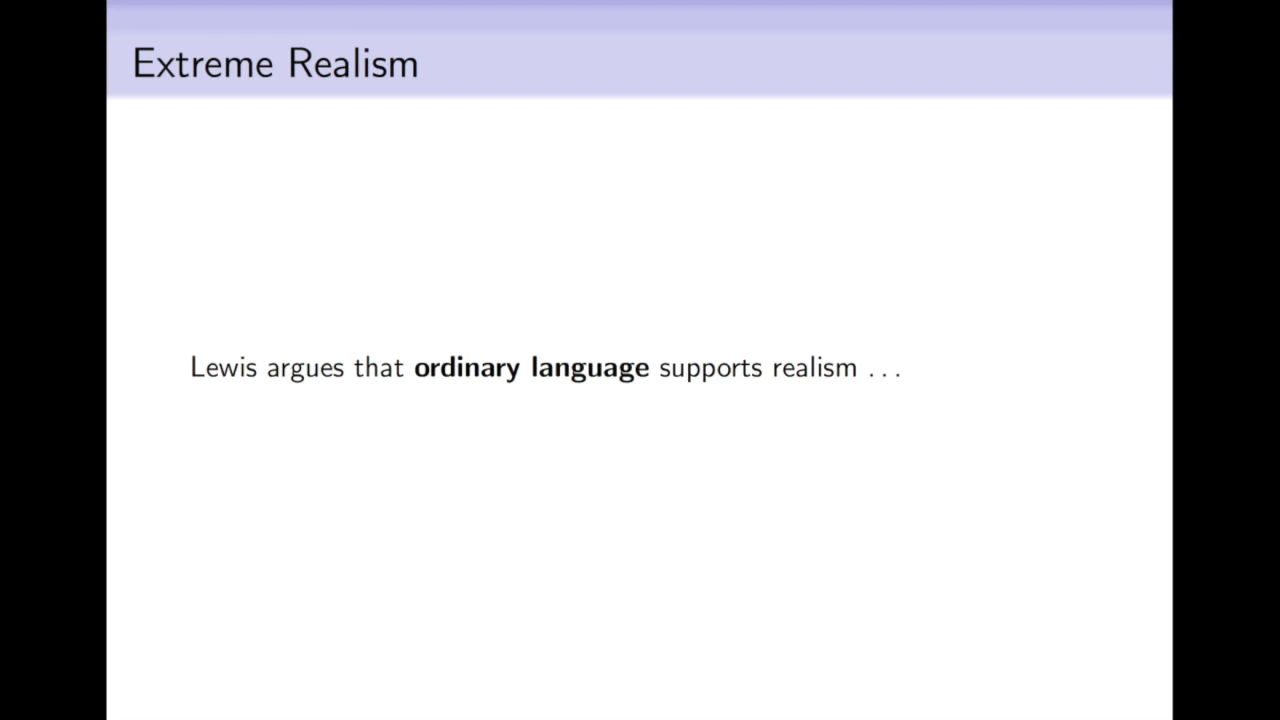 Extreme Realism
Lewis argues that ordinary language supports realism . . .